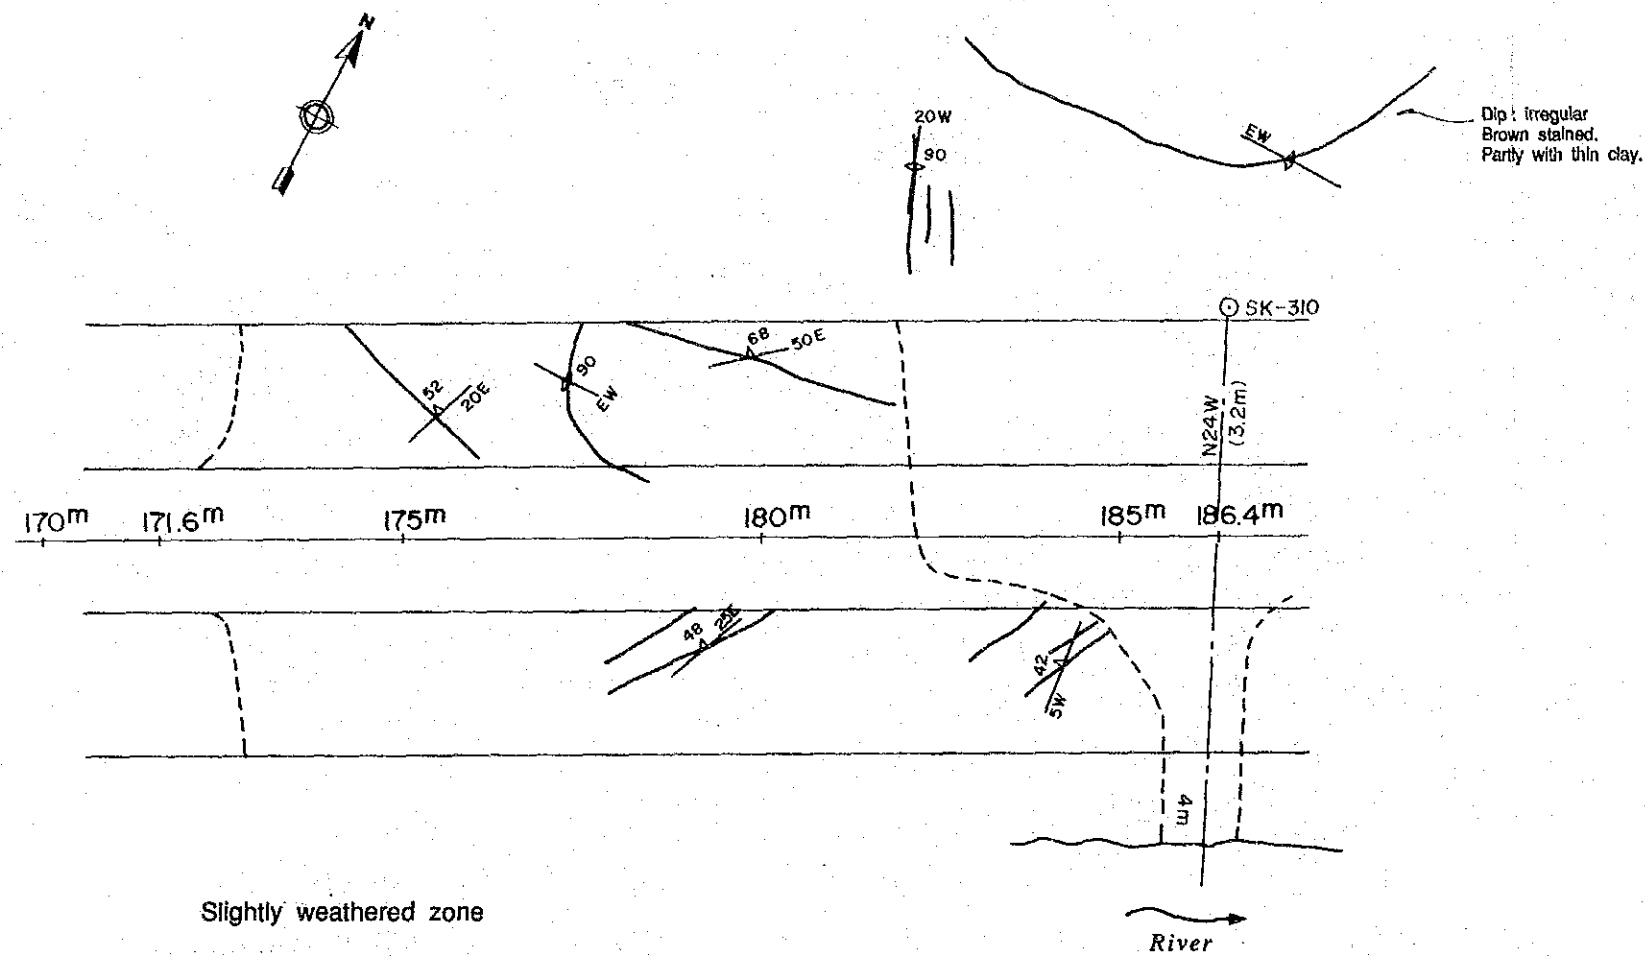 N
20W
90
EW
Dip : irregular
Brown stained.
Partly with thin clay.
SK-310
68
50E
90
EW
52
20E
N24W
(3.2m)
170m 171.6m 175m 180m 185m 186.4m
48
25E
42
5W
4m
Slightly weathered zone
River